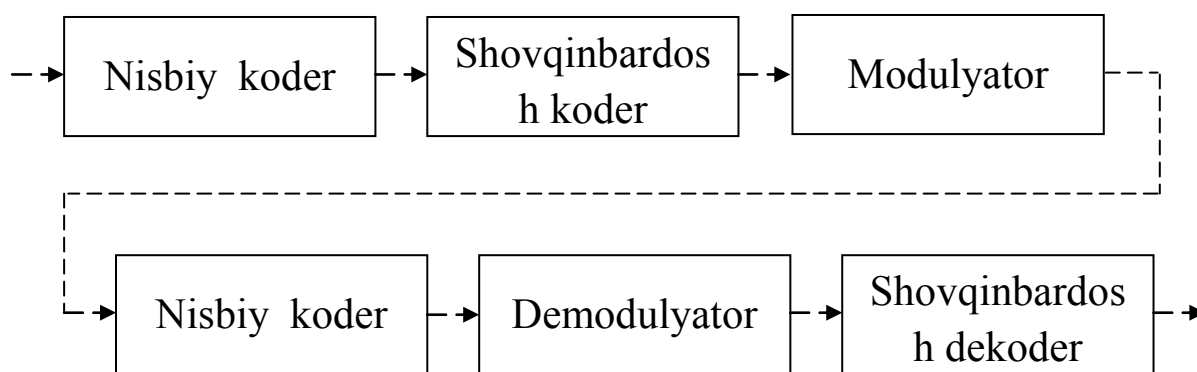 Nisbiy koder
Shovqinbardos
h koder
Modulyator
Nisbiy koder
Demodulyator
Shovqinbardos
h dekoder